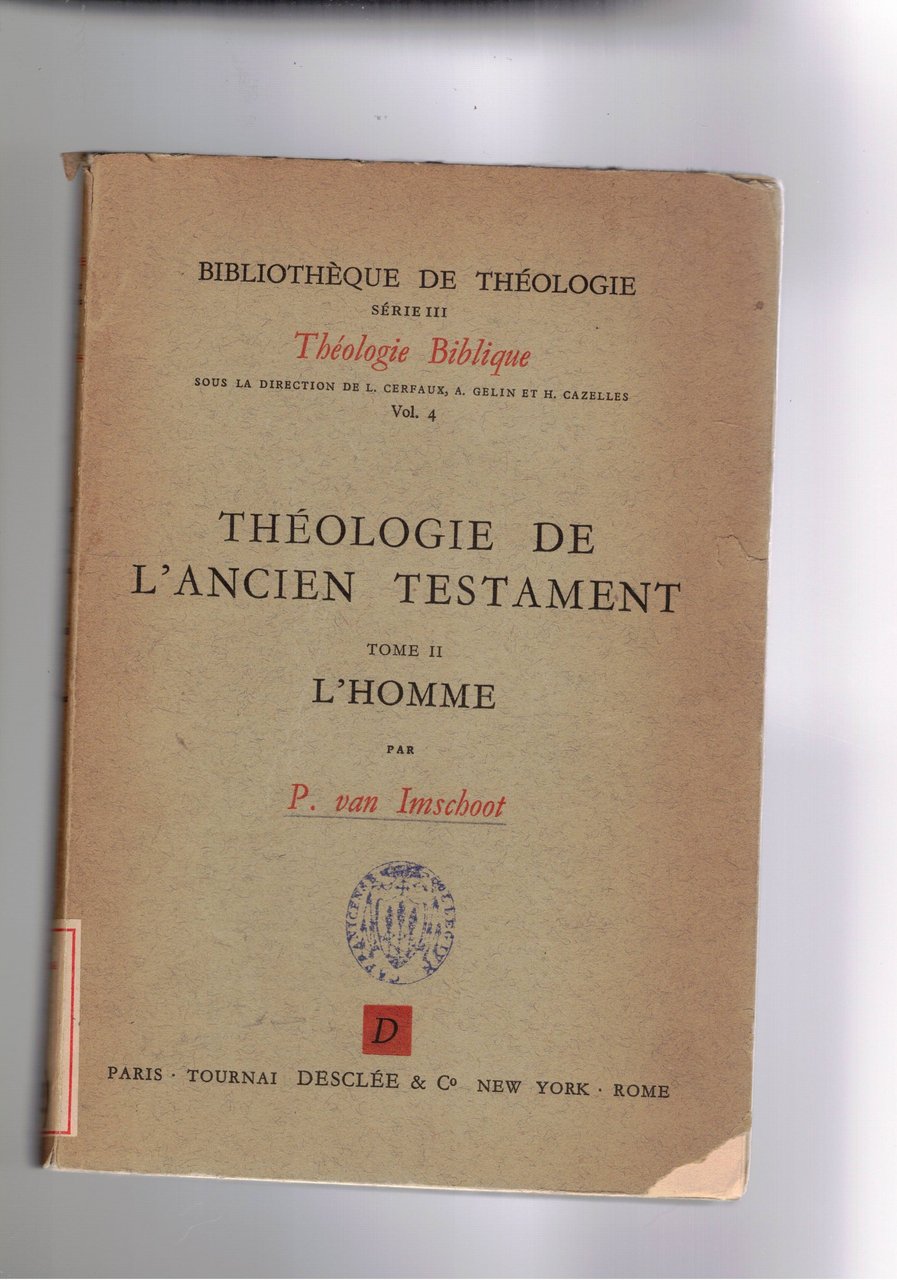 BIBLIOTHÈQUE DE THÉOLOGIE
SÉRIE III
Théologie Biblique
SOUS LA DIRECTION DE L. CERFAUX, A. GELIN ET H. CAZELLES
Vol. 4
THÉOLOGIE DE
L'ANCIEN TESTAMENT
TOME II
L'HOMME
PAR
P. van Imschoot
D
PARIS · TOURNAI DESCLÉE & Cº NEW YORK · ROME